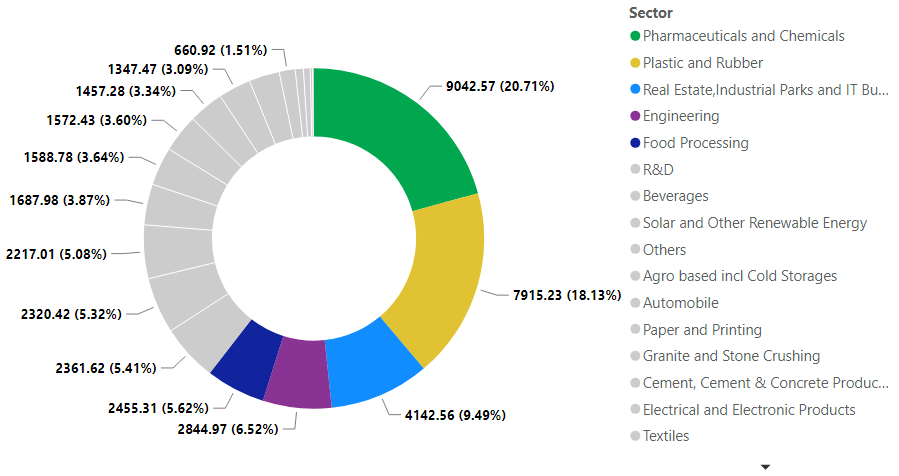 Sector
Pharmaceuticals and Chemicals
Plastic and Rubber
Real Estate,Industrial Parks and IT Bu...
Engineering
Food Processing
R&D
Beverages
Solar and Other Renewable Energy
Others
Agro based incl Cold Storages
Automobile
Paper and Printing
Granite and Stone Crushing
Cement, Cement & Concrete Produc...
Electrical and Electronic Products
Textiles
9042.57 (20.71%)
7915.23 (18.13%)
4142.56 (9.49%)
2844.97 (6.52%)
2455.31 (5.62%)
2361.62 (5.41%)
2320.42 (5.32%)
2217.01 (5.08%)
1687.98 (3.87%)
1588.78 (3.64%)
1572.43 (3.60%)
1457.28 (3.34%)
1347.47 (3.09%)
660.92 (1.51%)